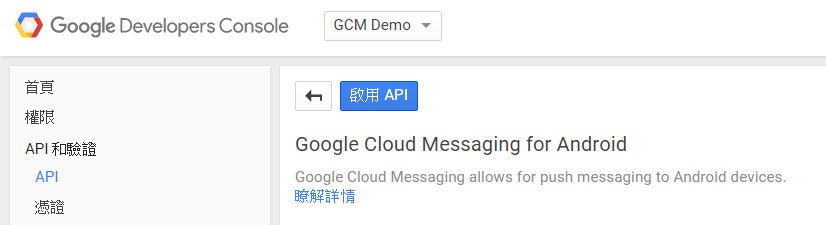 Google Developers Console
GCM Demo
首頁
權限
API 和驗證
API
憑證
啟用 API
Google Cloud Messaging for Android
Google Cloud Messaging allows for push messaging to Android devices.
瞭解詳情